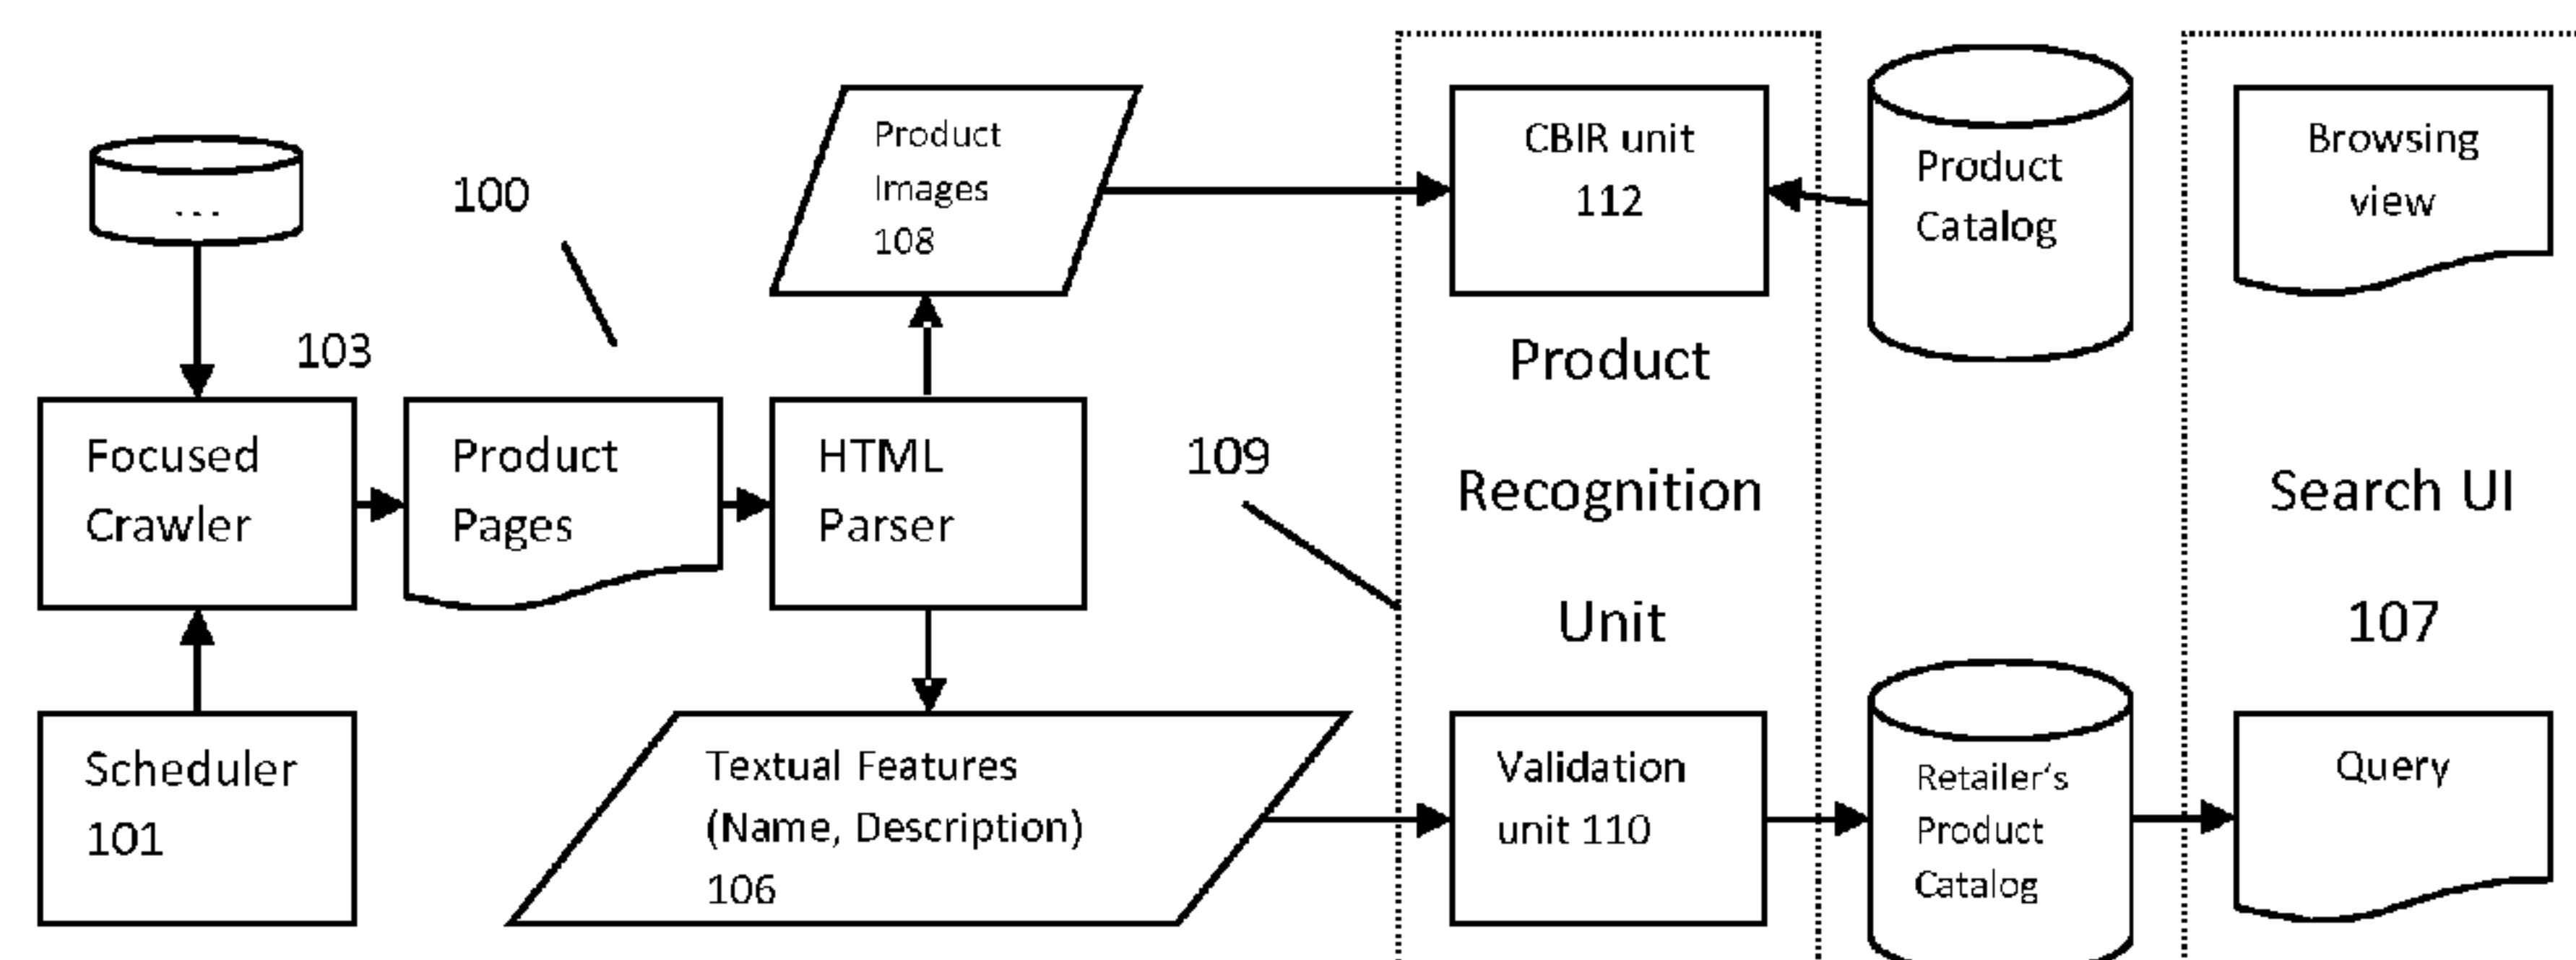 ...
100
103
Focused
Crawler
Scheduler
101
Product
Pages
Product
Images
108
HTML
Parser
Textual Features
(Name, Description)
106
109
CBIR unit
112
Product
Recognition
Unit
Validation
unit 110
Product
Catalog
Retailer's
Product
Catalog
Browsing
view
Search UI
107
Query